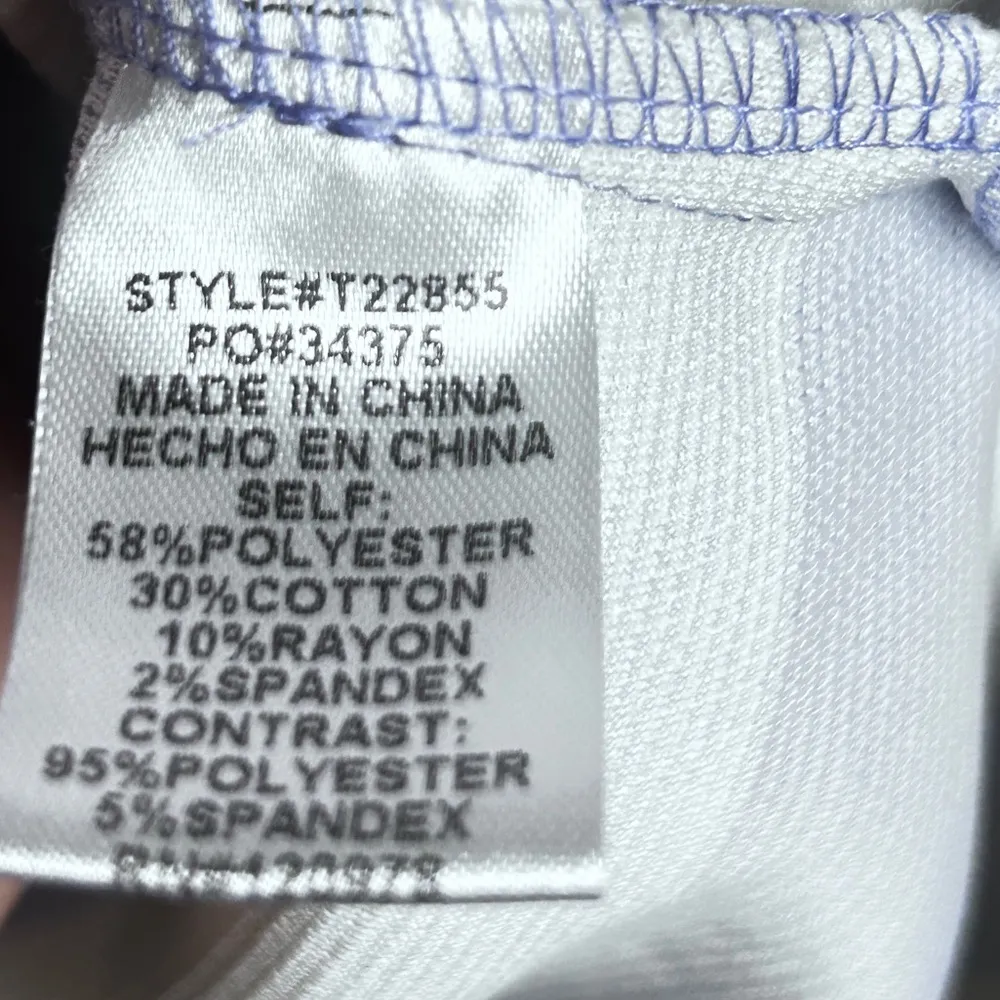 STYLE#T22855
PO#34375
MADE IN CHINA
HECHO EN CHINA
SELF:
58%POLYESTER
30%COTTON
10%RAYON
2%SPANDEX
CONTRAST:
95%POLYESTER
5%SPANDEX